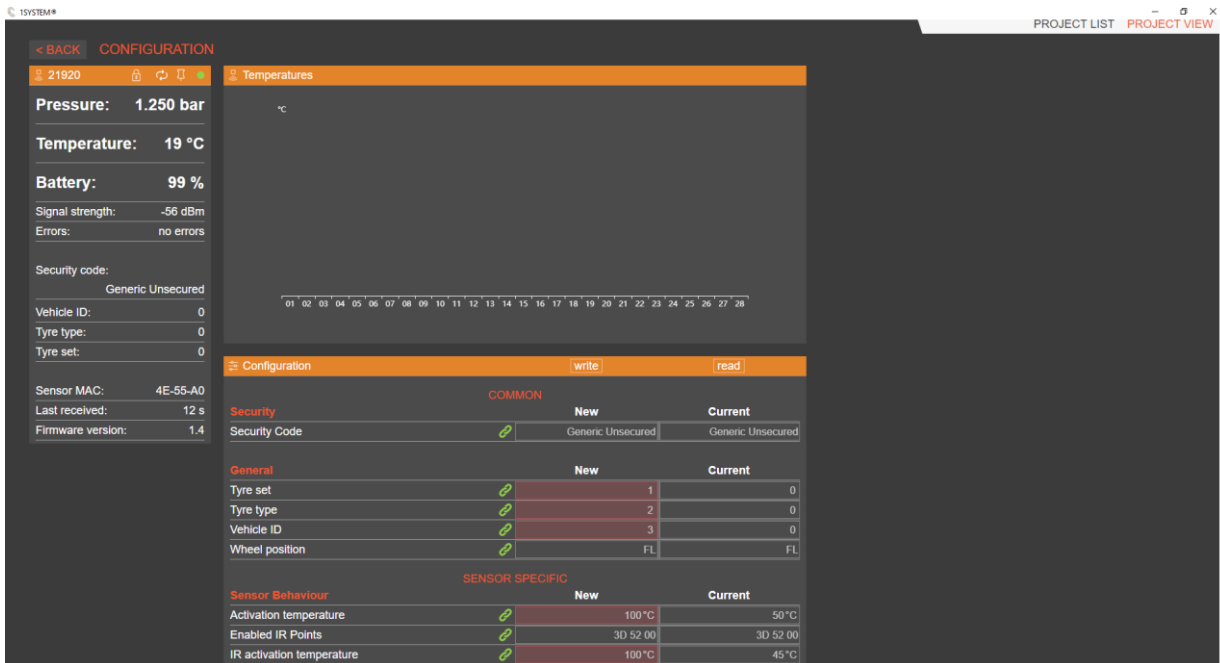 1SYSTEM®
PROJECT LIST PROJECT VIEW
< BACK CONFIGURATION
21920
Pressure: 1.250 bar
Temperature: 19 °C
Battery: 99 %
Signal strength: -56 dBm
Errors: no errors
Security code:
Generic Unsecured
Vehicle ID: 0
Tyre type: 0
Tyre set: 0
Sensor MAC: 4E-55-A0
Last received: 12 s
Firmware version: 1.4
Temperatures
°C
01 02 03 04 05 06 07 08 09 10 11 12 13 14 15 16 17 18 19 20 21 22 23 24 25 26 27 28
Configuration write read
COMMON
Security New Current
Security Code Generic Unsecured Generic Unsecured
General New Current
Tyre set 1 0
Tyre type 2 0
Vehicle ID 3 0
Wheel position FL FL
SENSOR SPECIFIC
Sensor Behaviour New Current
Activation temperature 100°C 50°C
Enabled IR Points 3D 52 00 3D 52 00
IR activation temperature 100°C 45°C